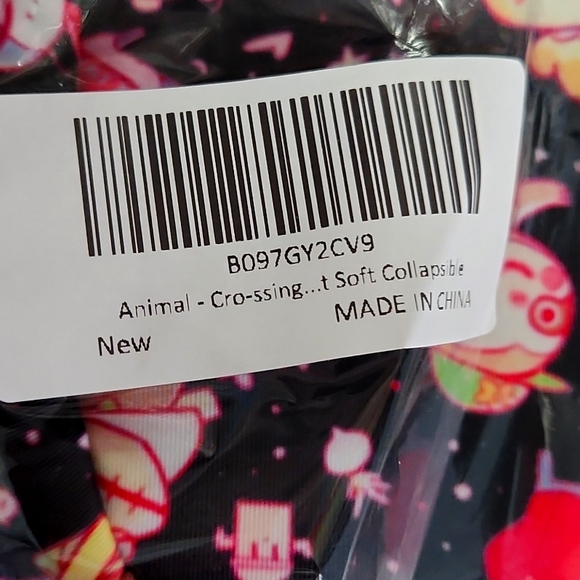 B097GY2CV9
Animal - Cro-ssing...t Soft Collapsible
New
MADE IN CHINA